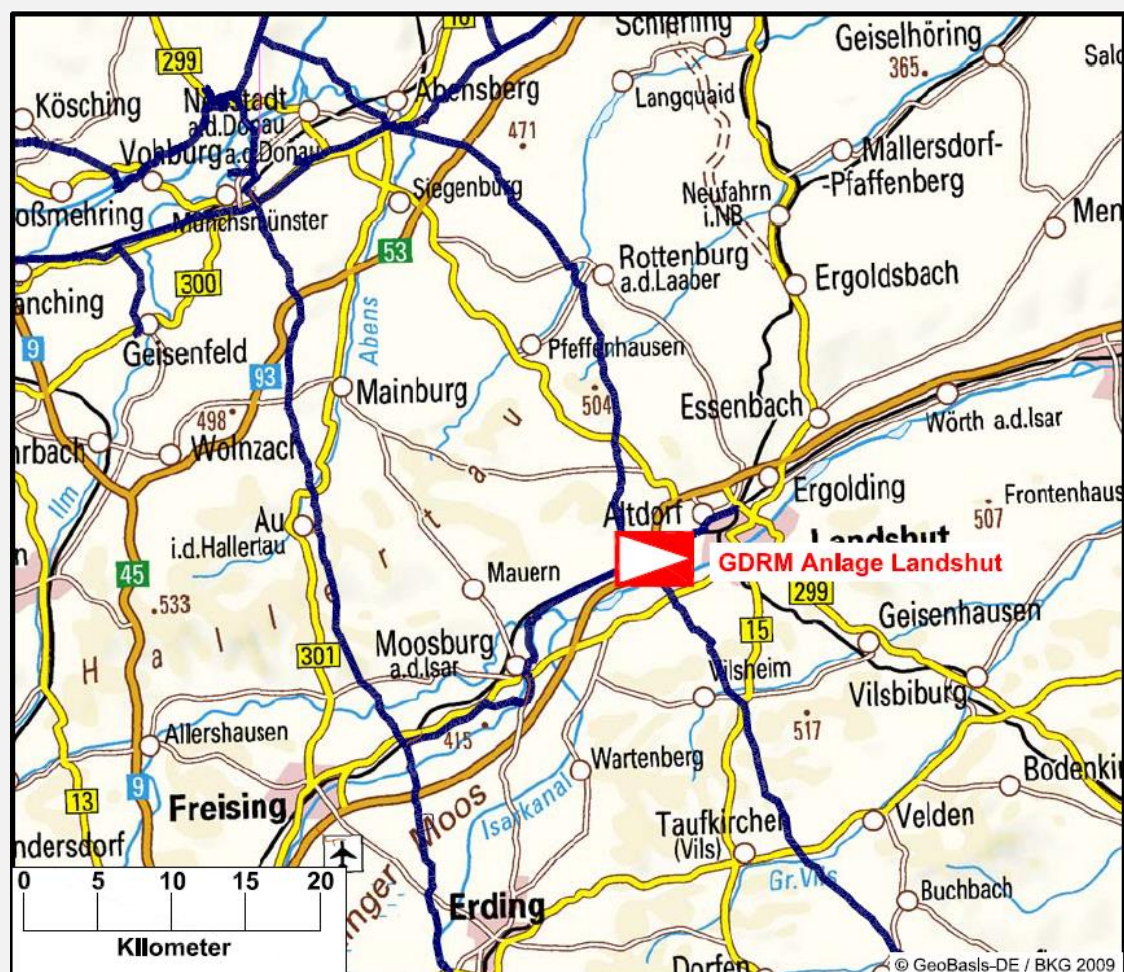 299
16
Schierling
Geiselhöring
365.
Kösching
Neustadt
a.d.Donau
Abensberg
Langquaid
471
Vohburg a.d.Donau
Mallersdorf-
-Pfaffenberg
Siegenburg
Neufahrn
i.NB
Münchsmünster
53
Rottenburg
a.d.Laaber
Ergoldsbach
300
Abens
9
Geisenfeld
Pfeffenhausen
93
Mainburg
504
Essenbach
498
Wörth a.d.Isar
Wolnzach
Ilm
Ergolding
Altdorf
507
Au
i.d.Hallertau
Landshut
GDRM Anlage Landshut
45
Mauern
299
533
Geisenhausen
H a l l e r t a u
15
301
Moosburg
a.d.Isar
Vilsheim
Vilsbiburg
517
Allershausen
415
Wartenberg
9
13
Freising
Moos
Isarkanal
Velden
Taufkirchen
(Vils)
Gr.Vils
0 5 10 15 20
Kilometer
Erding
Buchbach
Dorfen
© GeoBasis-DE / BKG 2009